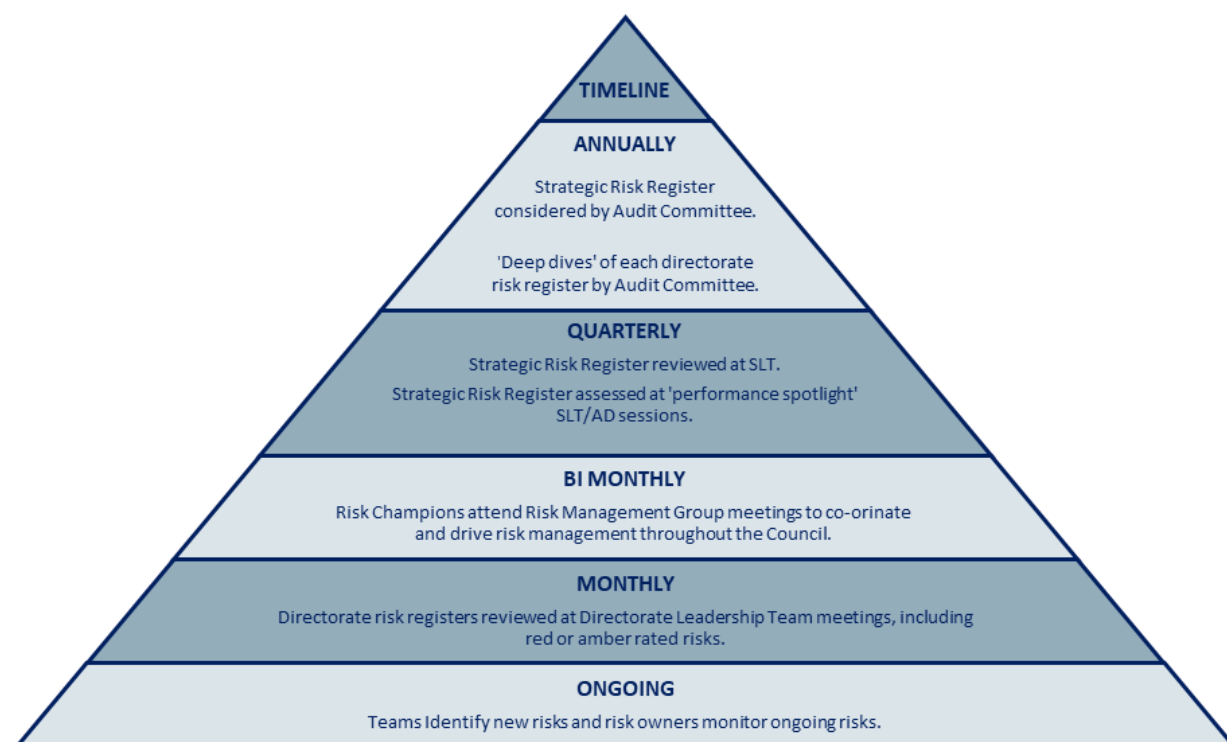 TIMELINE
ANNUALLY
Strategic Risk Register
considered by Audit Committee.
'Deep dives' of each directorate
risk register by Audit Committee.
QUARTERLY
Strategic Risk Register reviewed at SLT.
Strategic Risk Register assessed at 'performance spotlight'
SLT/AD sessions.
BI MONTHLY
Risk Champions attend Risk Management Group meetings to co-orinate
and drive risk management throughout the Council.
MONTHLY
Directorate risk registers reviewed at Directorate Leadership Team meetings, including
red or amber rated risks.
ONGOING
Teams Identify new risks and risk owners monitor ongoing risks.